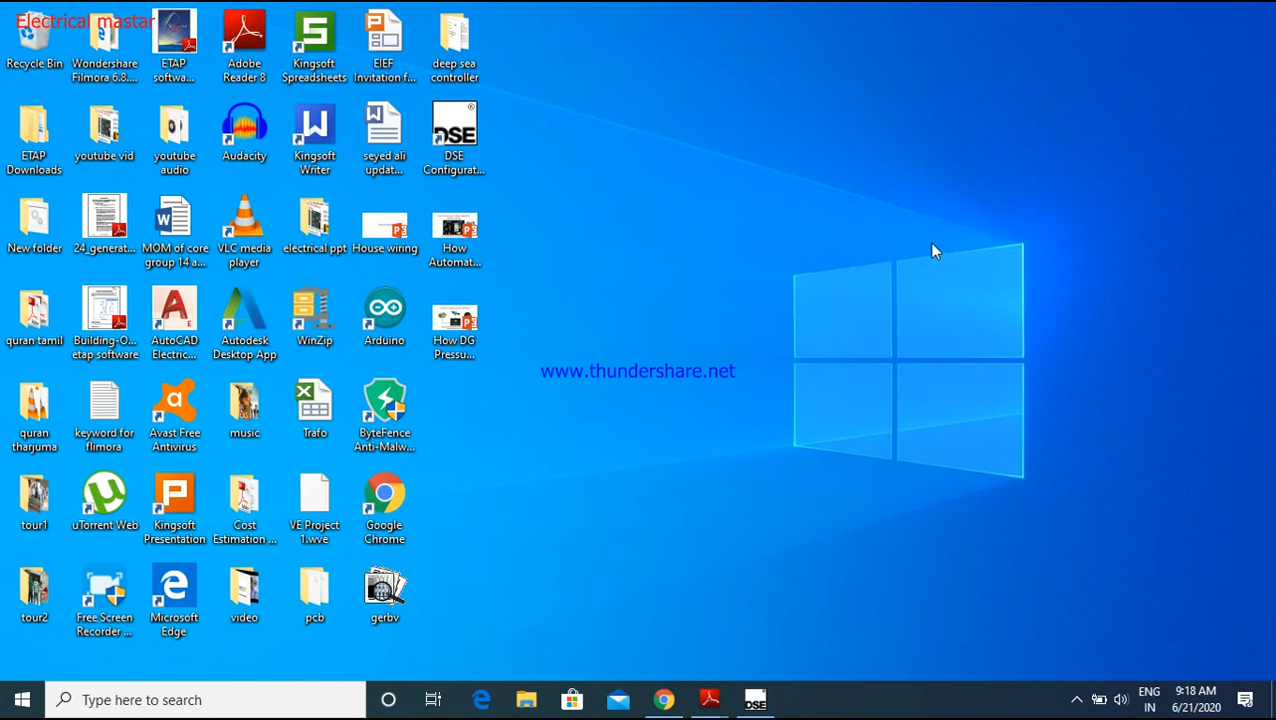 Electrical mastar
Recycle Bin
Wondershare
Filmora 6.8....
ETAP
softwa...
Adobe
Reader 8
Kingsoft
Spreadsheets
EIEF
Invitation f...
deep sea
controller
ETAP
Downloads
youtube vid
youtube
audio
Audacity
Kingsoft
Writer
seyed ali
updat...
DSE
DSE
Configurat...
New folder
24_generat...
MOM of core
group 14 a...
VLC media
player
electrical ppt
House wiring
How
Automat...
quran tamil
Building-O...
etap software
AutoCAD
Electric...
Autodesk
Desktop App
WinZip
Arduino
How DG
Pressu...
www.thundershare.net
quran
tharjuma
keyword for
flimora
Avast Free
Antivirus
music
Trafo
ByteFence
Anti-Malw...
tour1
uTorrent Web
Kingsoft
Presentation
Cost
Estimation ...
VE Project
1.wve
Google
Chrome
tour2
Free Screen
Recorder ...
Microsoft
Edge
video
pcb
gerbv
Type here to search
DSE
ENG
IN
9:18 AM
6/21/2020